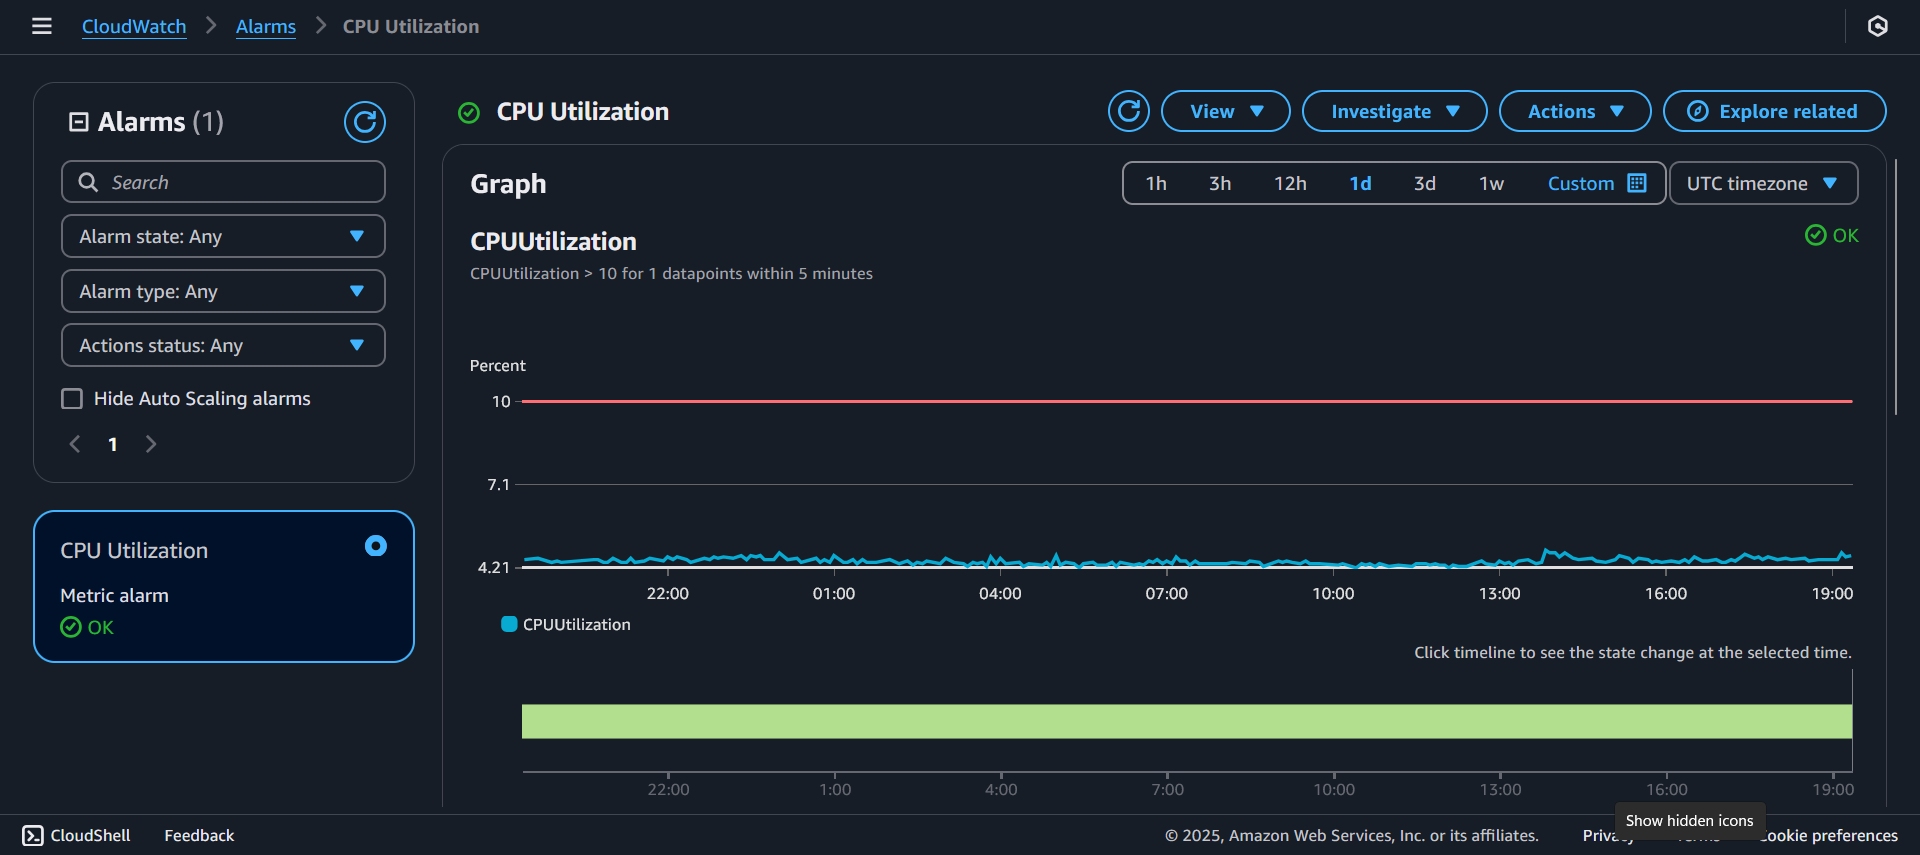 CloudWatch > Alarms > CPU Utilization
Alarms (1)
Search
Alarm state: Any
Alarm type: Any
Actions status: Any
Hide Auto Scaling alarms
1
CPU Utilization
Metric alarm
OK
CPU Utilization
View Investigate Actions Explore related
Graph
1h 3h 12h 1d 3d 1w Custom UTC timezone
CPUUtilization
OK
CPUUtilization > 10 for 1 datapoints within 5 minutes
Percent
10
7.1
4.21
22:00 01:00 04:00 07:00 10:00 13:00 16:00 19:00
CPUUtilization
Click timeline to see the state change at the selected time.
22:00 1:00 4:00 7:00 10:00 13:00 16:00 19:00
Show hidden icons
CloudShell Feedback © 2025, Amazon Web Services, Inc. or its affiliates. Privacy ookie preferences